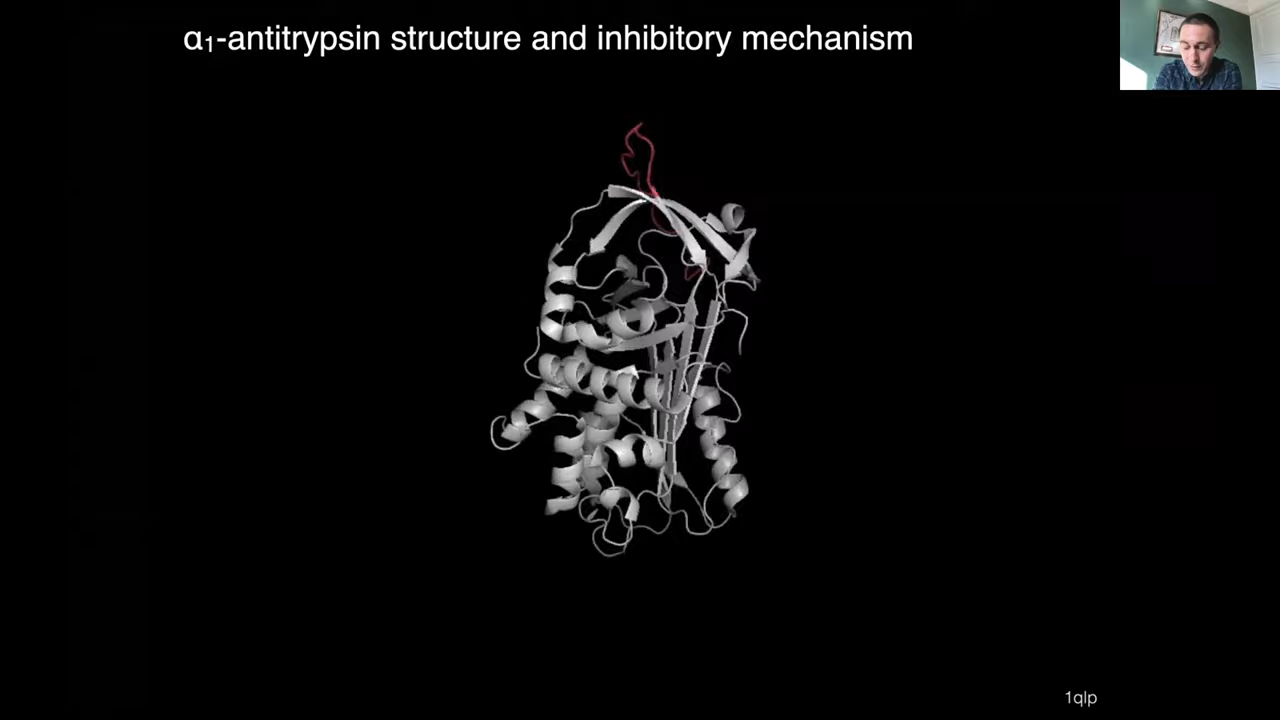 α₁-antitrypsin structure and inhibitory mechanism
1qlp